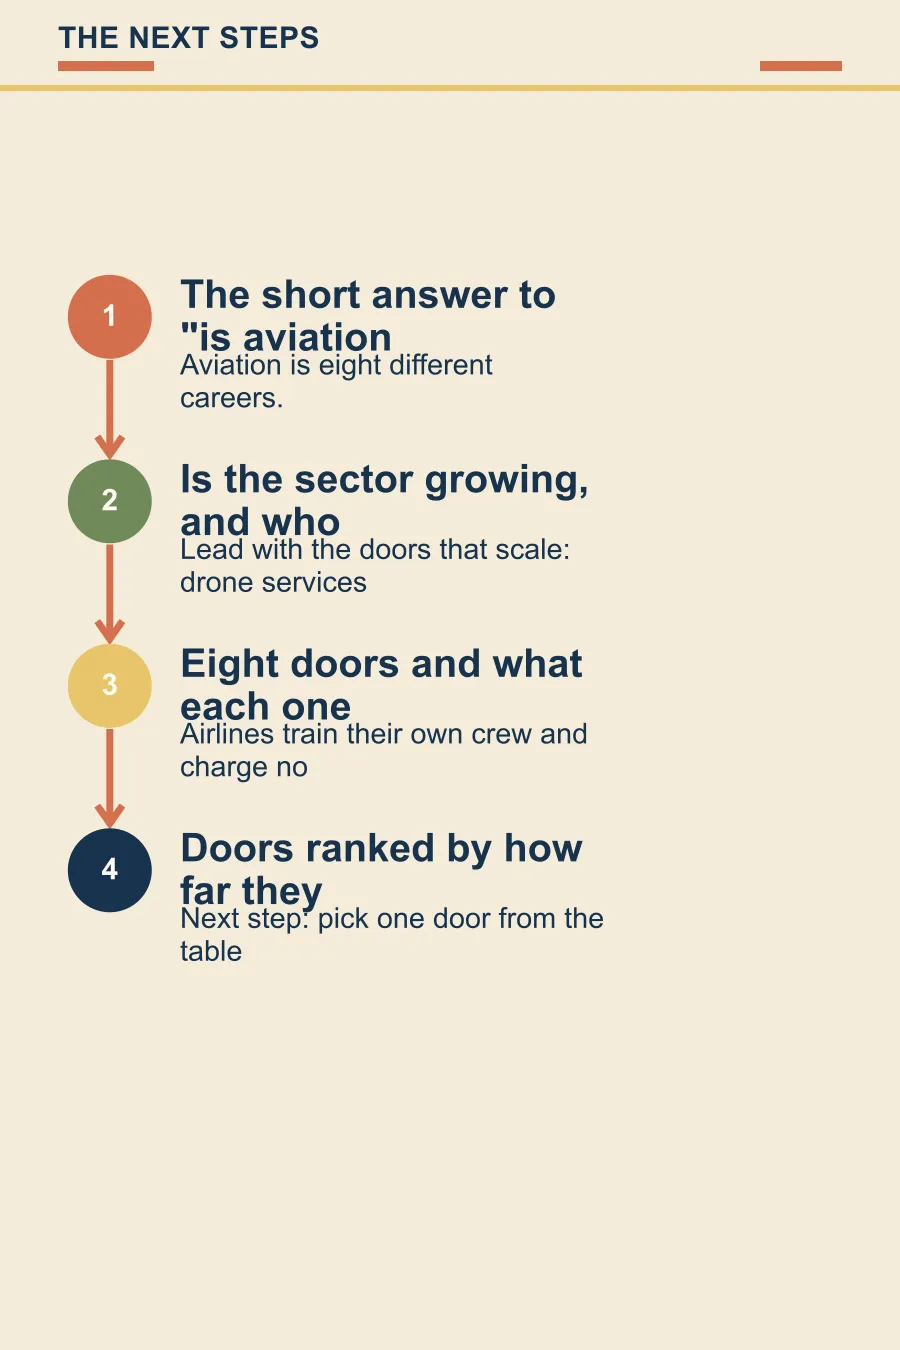 THE NEXT STEPS
1
The short answer to
"is aviation
Aviation is eight different
careers.
2
Is the sector growing,
and who
Lead with the doors that scale:
drone services
3
Eight doors and what
each one
Airlines train their own crew and
charge no
4
Doors ranked by how
far they
Next step: pick one door from the
table